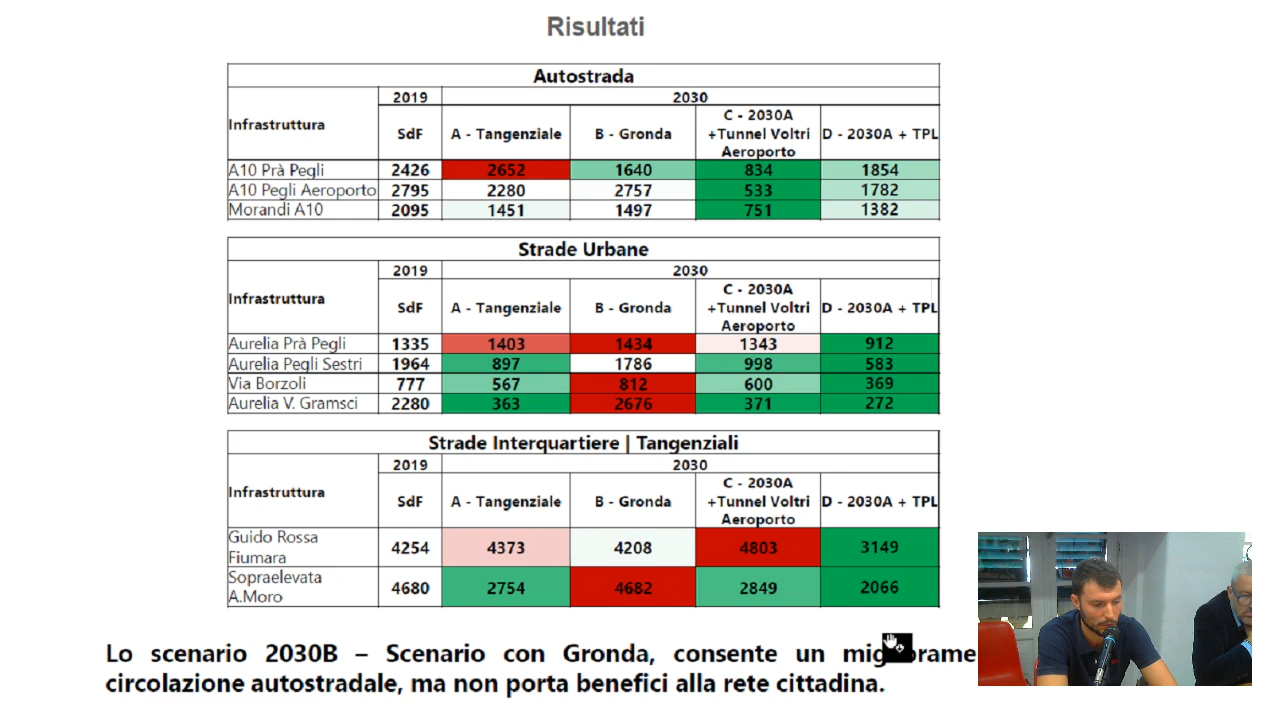 Risultati
Autostrada
Infrastruttura 2019 2030
SdF A - Tangenziale B - Gronda C - 2030A +Tunnel Voltri Aeroporto D - 2030A + TPL
A10 Prà Pegli 2426 2652 1640 834 1854
A10 Pegli Aeroporto 2795 2280 2757 533 1782
Morandi A10 2095 1451 1497 751 1382
Strade Urbane
Infrastruttura 2019 2030
SdF A - Tangenziale B - Gronda C - 2030A +Tunnel Voltri Aeroporto D - 2030A + TPL
Aurelia Prà Pegli 1335 1403 1434 1343 912
Aurelia Pegli Sestri 1964 897 1786 998 583
Via Borzoli 777 567 812 600 369
Aurelia V. Gramsci 2280 363 2676 371 272
Strade Interquartiere | Tangenziali
Infrastruttura 2019 2030
SdF A - Tangenziale B - Gronda C - 2030A +Tunnel Voltri Aeroporto D - 2030A + TPL
Guido Rossa Fiumara 4254 4373 4208 4803 3149
Sopraelevata A.Moro 4680 2754 4682 2849 2066
Lo scenario 2030B – Scenario con Gronda, consente un
circolazione autostradale, ma non porta benefici alla rete cittadina.